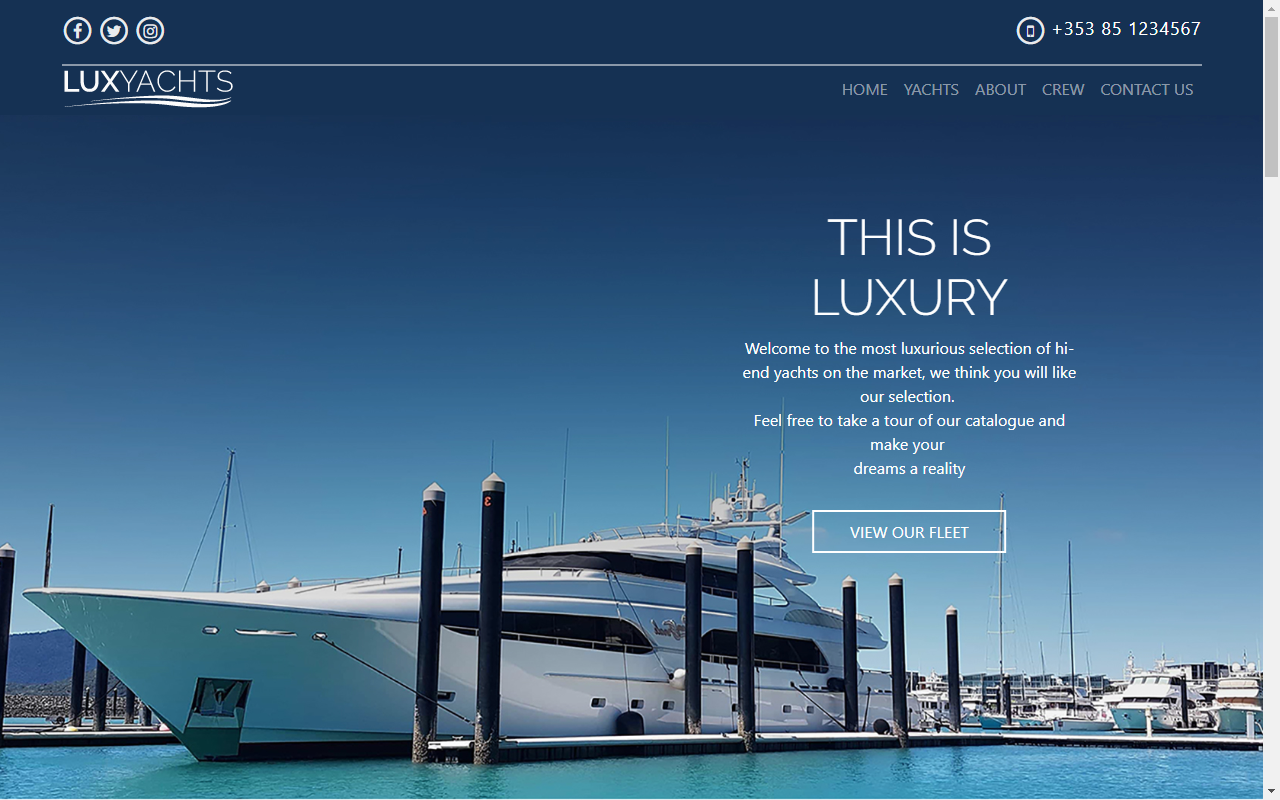 +353 85 1234567
LUXYACHTS
HOME YACHTS ABOUT CREW CONTACT US
THIS IS
LUXURY
Welcome to the most luxurious selection of hi-
end yachts on the market, we think you will like
our selection.
Feel free to take a tour of our catalogue and
make your
dreams a reality
VIEW OUR FLEET